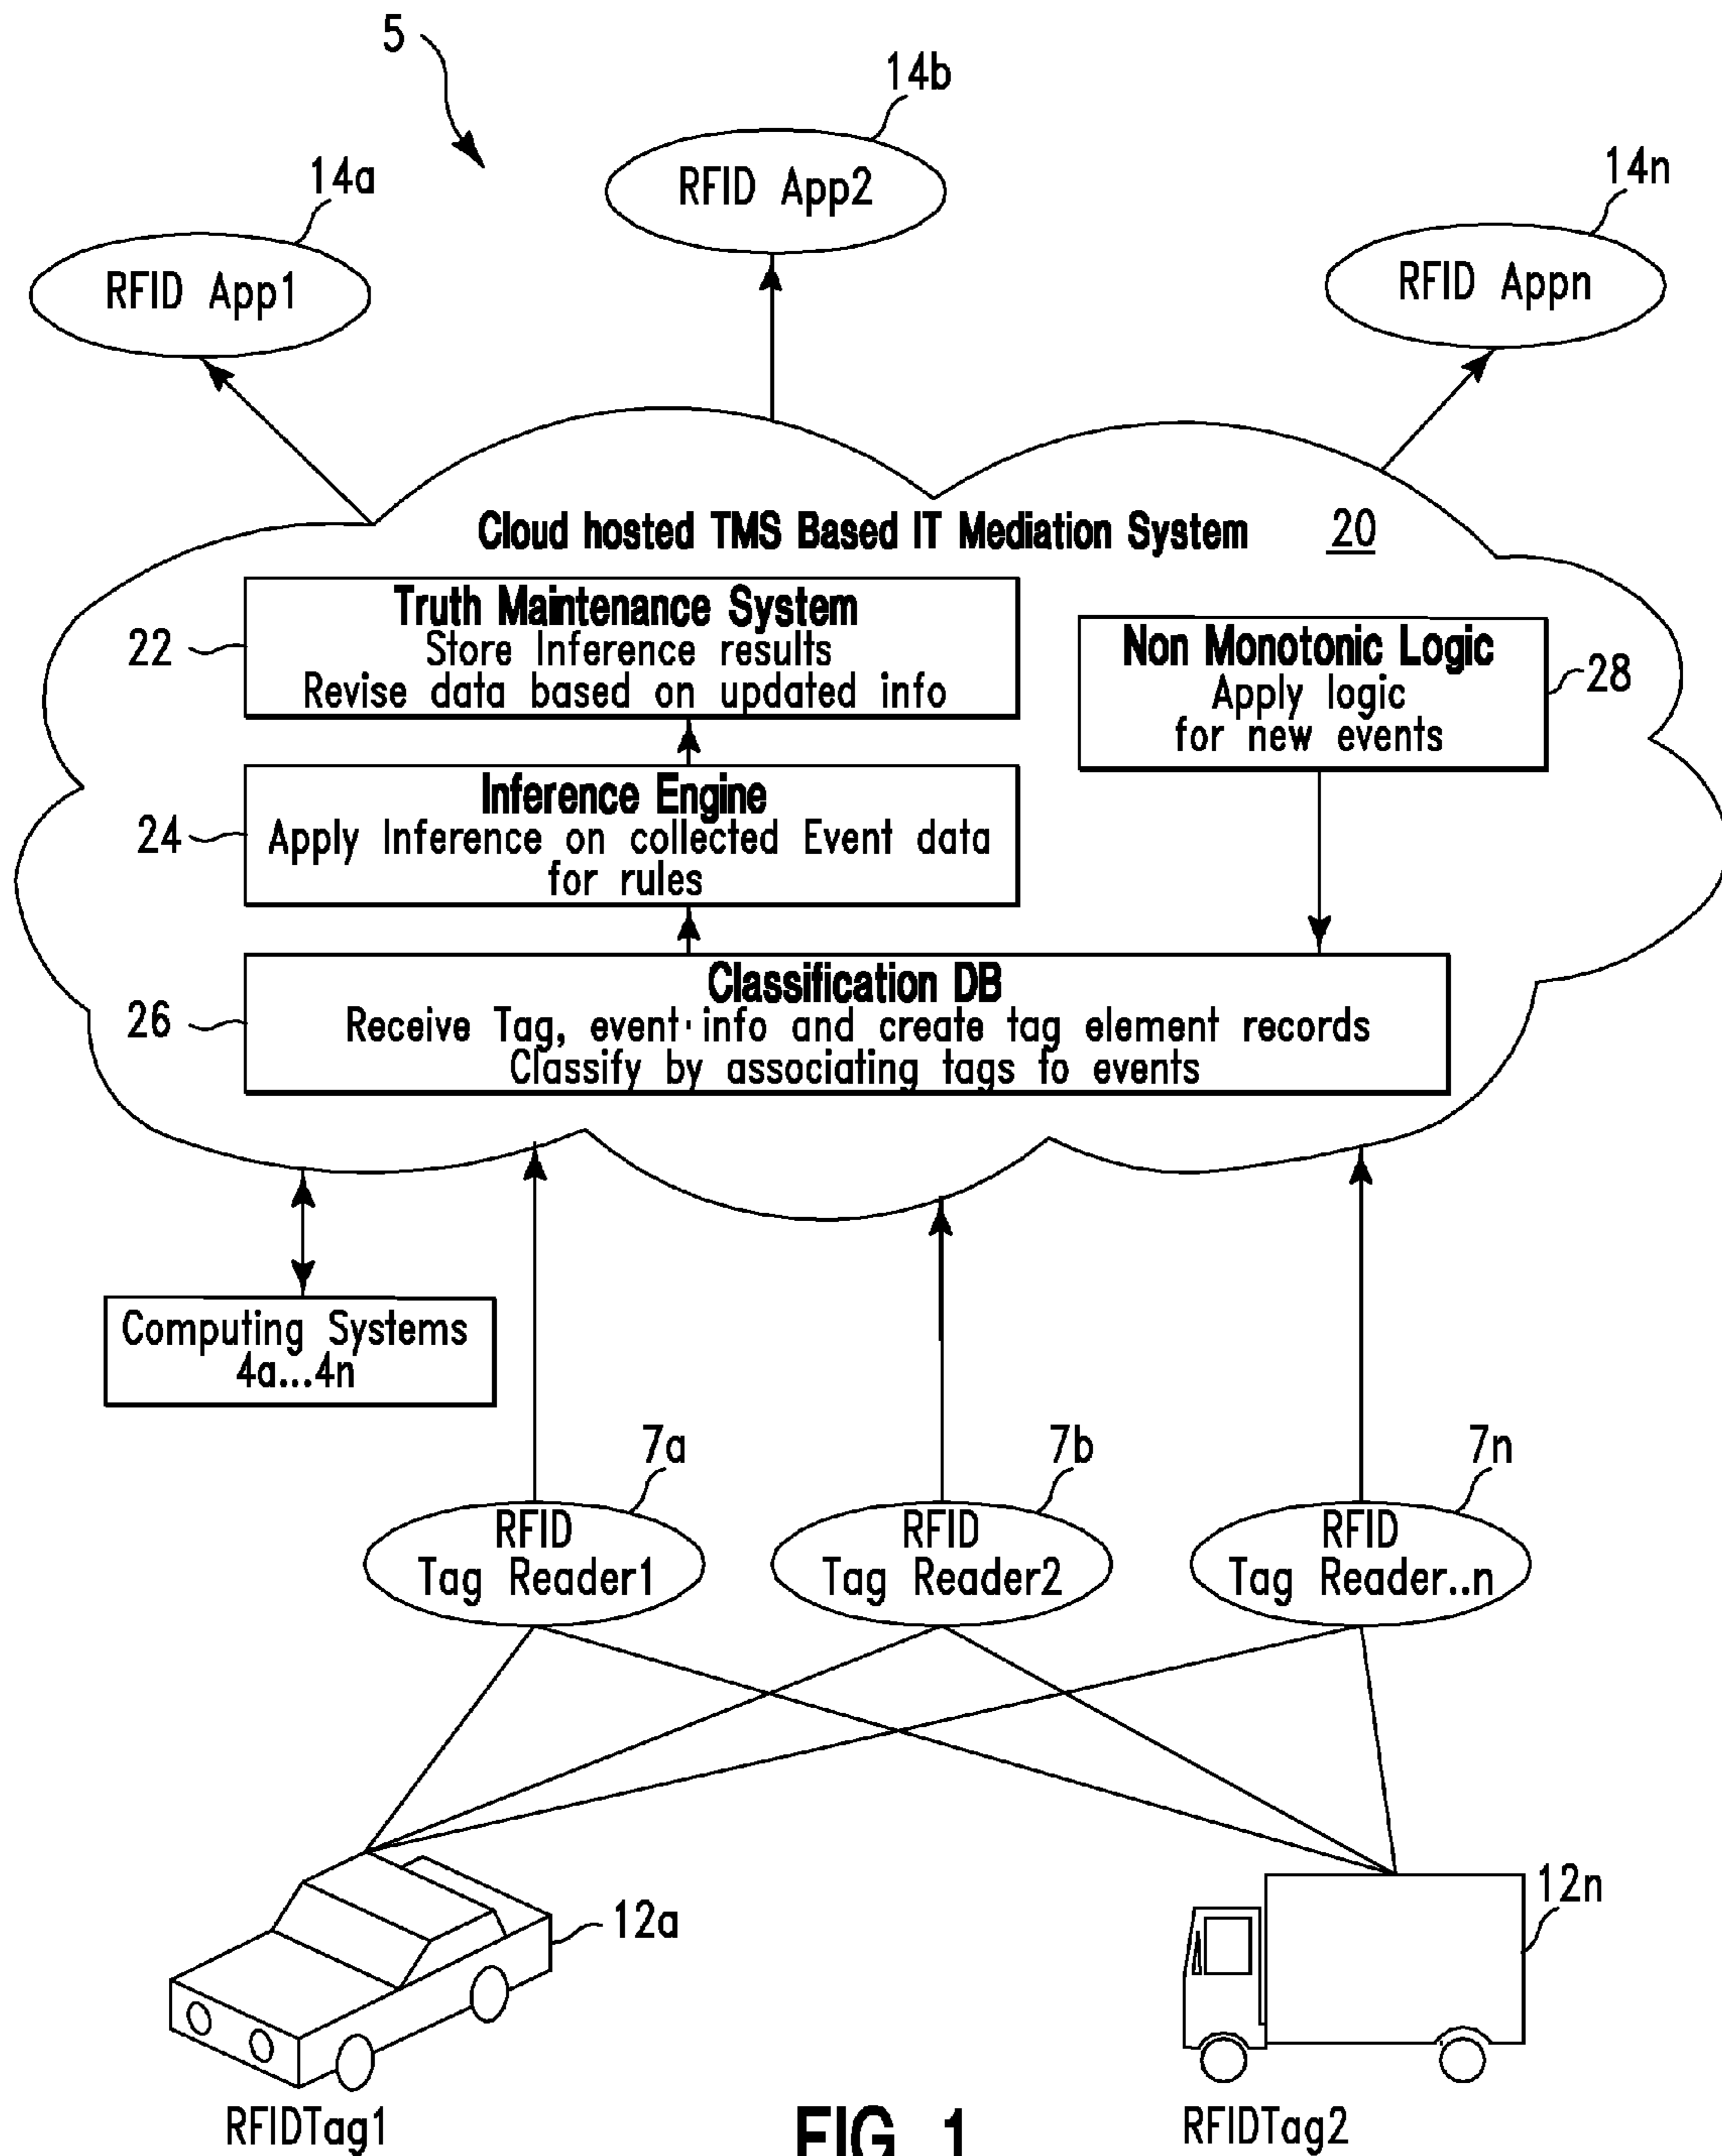 5
14b
RFID App2
14a
RFID App1
14n
RFID Appn
Cloud hosted TMS Based IT Mediation System 20
Truth Maintenance System
Store Inference results
Revise data based on updated info
22
Non Monotonic Logic
Apply logic
for new events
28
Inference Engine
Apply Inference on collected Event data
for rules
24
Classification DB
Receive Tag, event info and create tag element records
Classify by associating tags to events
26
Computing Systems
4a...4n
7a
RFID
Tag Reader1
7b
RFID
Tag Reader2
7n
RFID
Tag Reader..n
12a
RFIDTag1
12n
RFIDTag2
FIG. 1